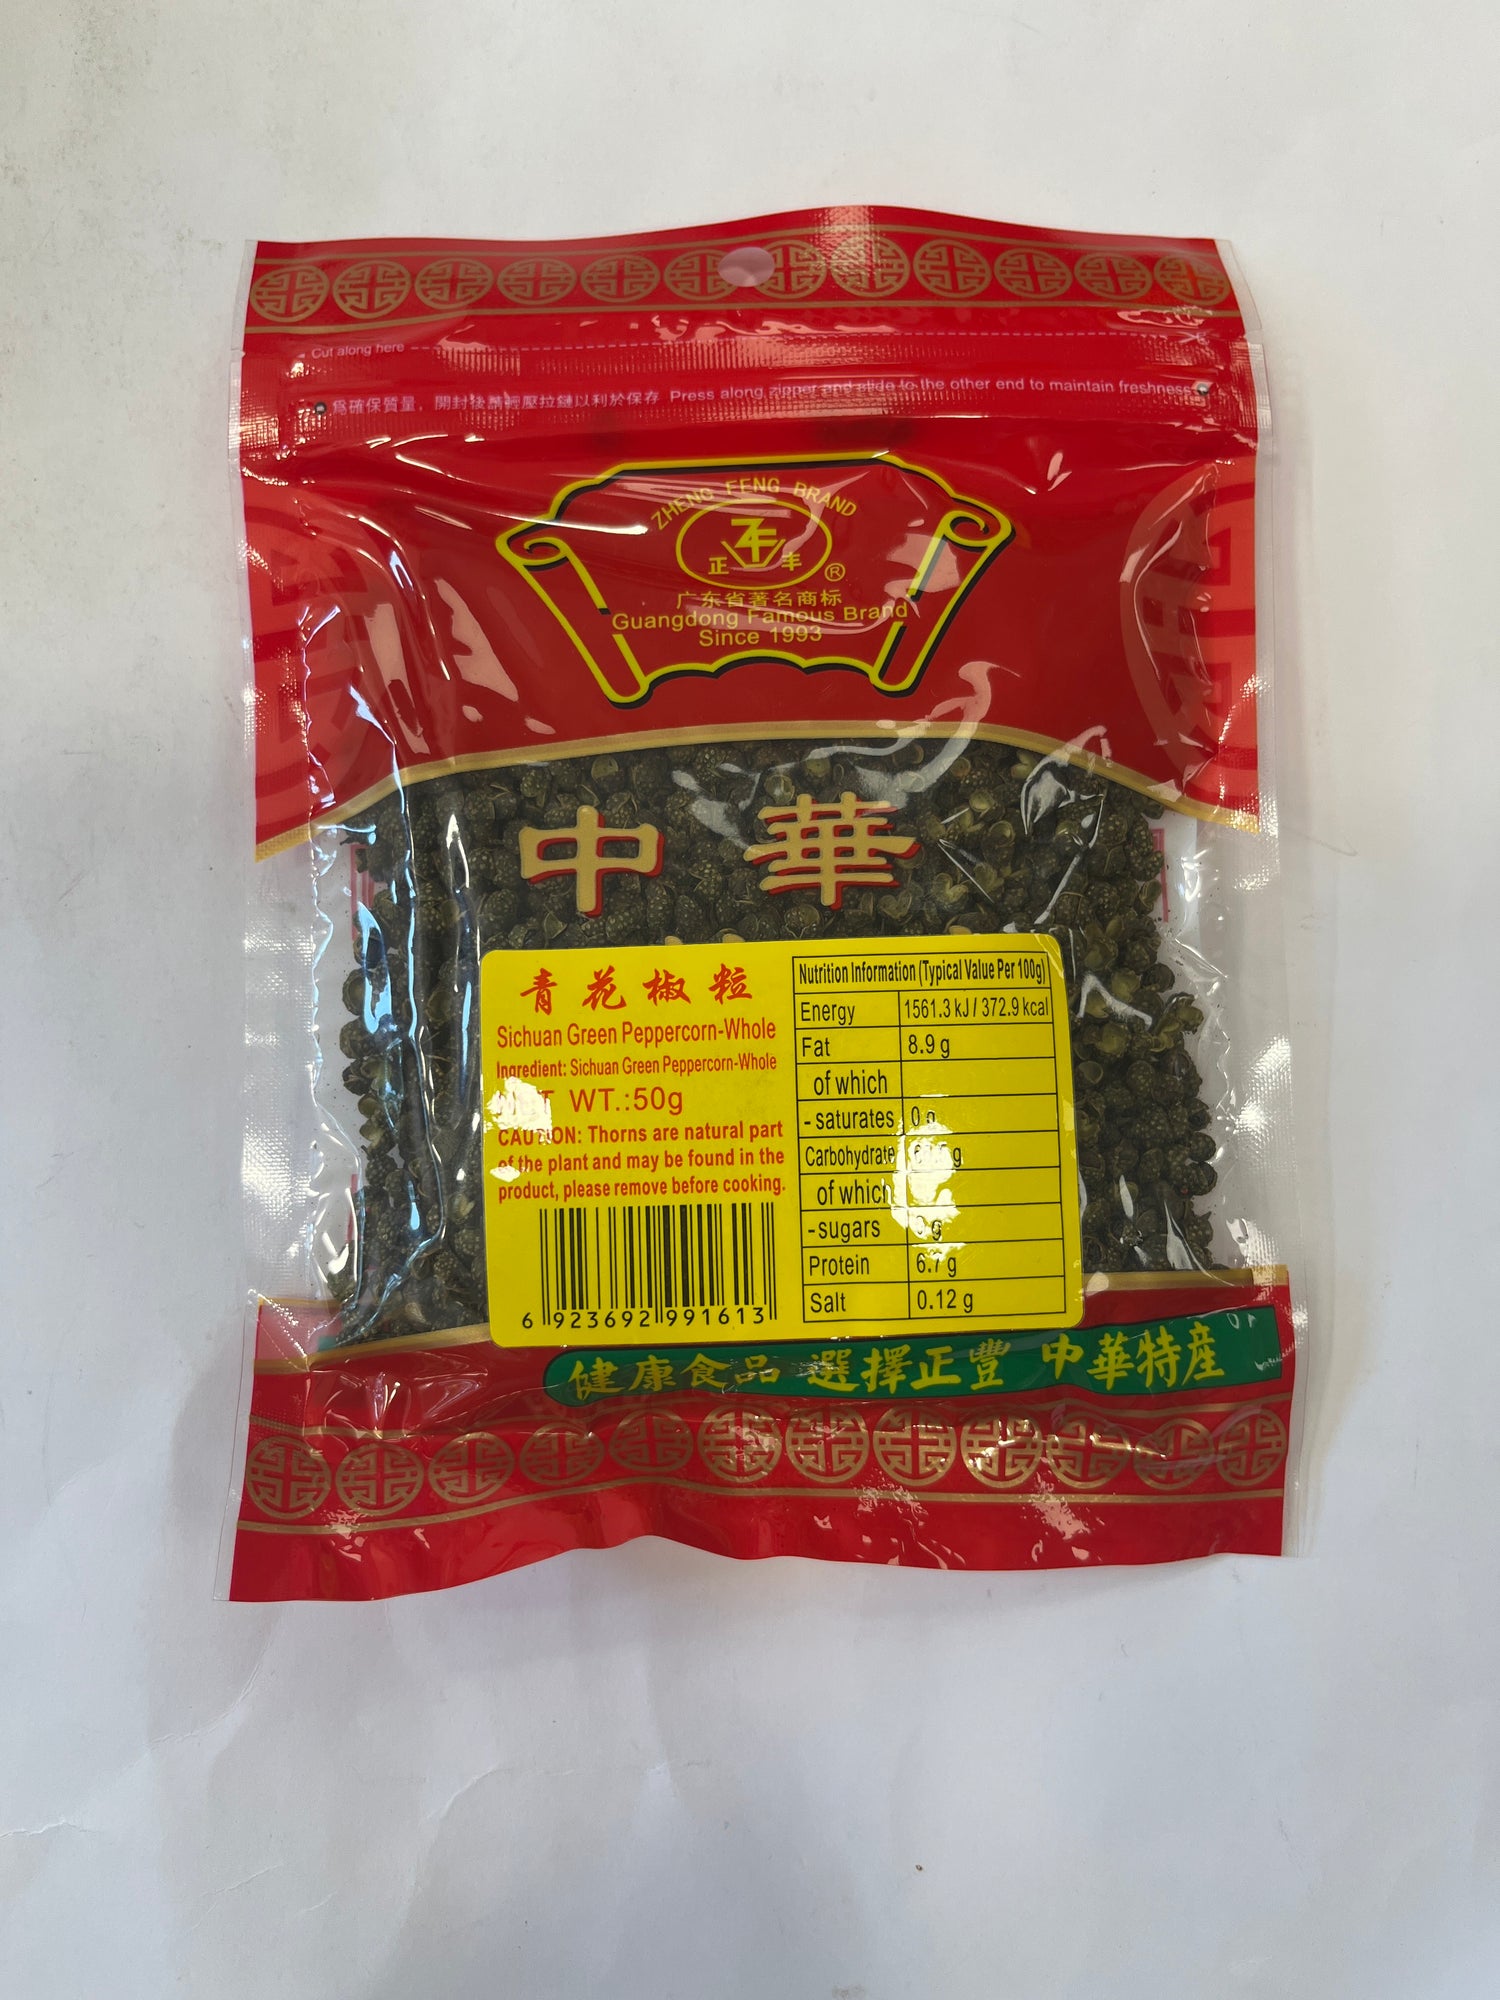 Cut along here
爲確保質量，開封後請輕壓拉鏈以利於保存 Press along zipper and slide to the other end to maintain freshness
ZHENG FENG BRAND
正 丰 ®
广东省著名商标
Guangdong Famous Brand
Since 1993
中華
青花椒粒
Sichuan Green Peppercorn-Whole
Ingredient: Sichuan Green Peppercorn-Whole
NET WT.:50g
CAUTION: Thorns are natural part
of the plant and may be found in the
product, please remove before cooking.
6 923692 991613
Nutrition Information (Typical Value Per 100g)
Energy 1561.3 kJ / 372.9 kcal
Fat 8.9 g
of which
- saturates 0 g
Carbohydrate
of which
-sugars 0 g
Protein 6.7 g
Salt 0.12 g
健康食品 選擇正豐 中華特産